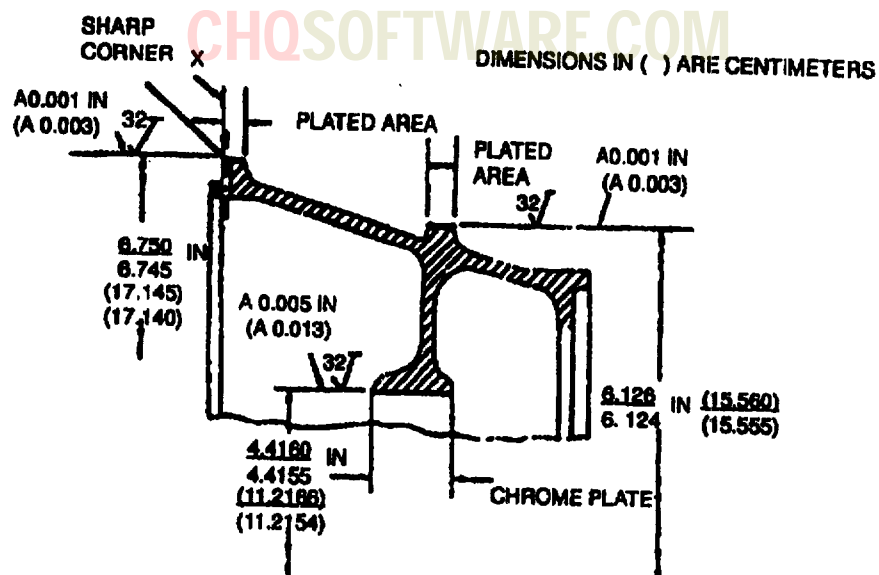 CHQSOFTWARE.COM
SHARP
CORNER X
DIMENSIONS IN ( ) ARE CENTIMETERS
A0.001 IN
(A 0.003)
32
PLATED AREA
PLATED
AREA
A0.001 IN
(A 0.003)
32
6.750 IN
6.745
(17.145)
(17.140)
A 0.005 IN
(A 0.013)
32
6.126 IN (15.560)
6.124 (15.555)
4.4160 IN
4.4155
(11.2166)
(11.2154)
CHROME PLATE